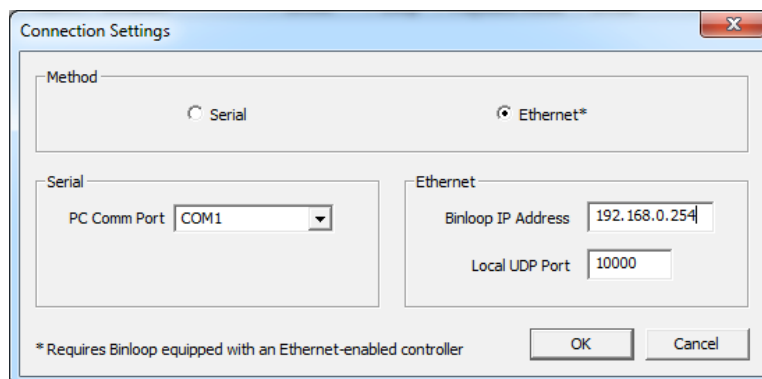 Connection Settings
Method
Serial
Ethernet*
Serial
PC Comm Port COM1
Ethernet
Binloop IP Address 192.168.0.254
Local UDP Port 10000
* Requires Binloop equipped with an Ethernet-enabled controller
OK
Cancel